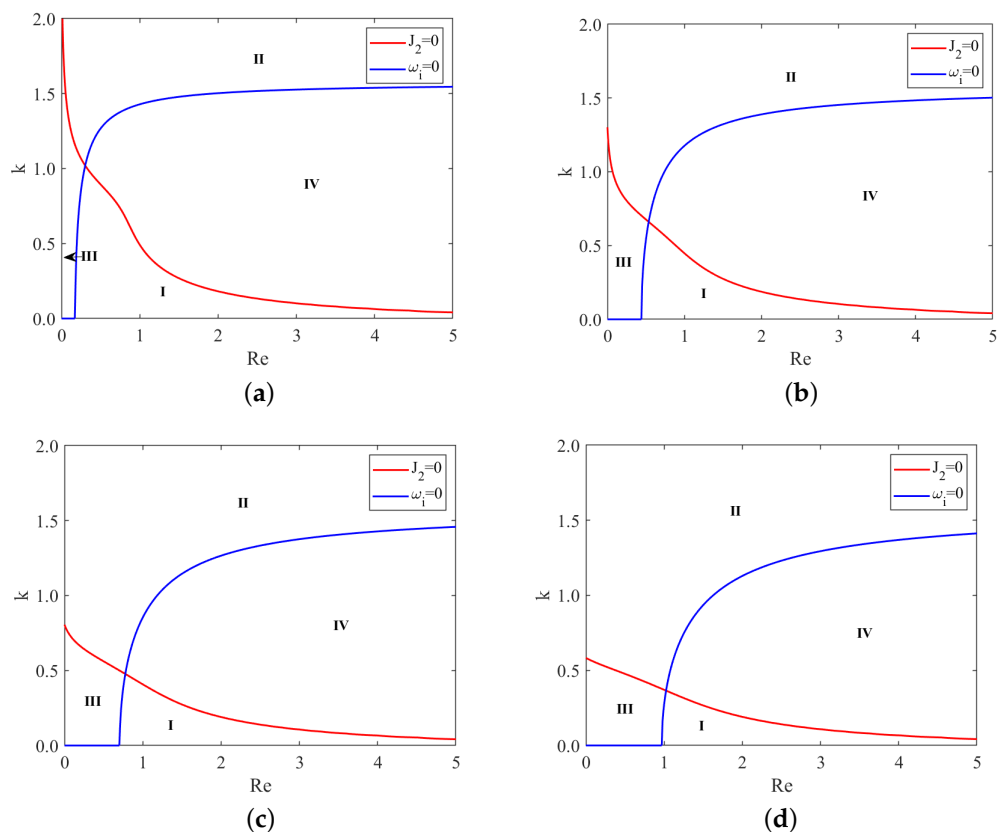 2.0
1.5
1.0
0.5
0.0
k
0 1 2 3 4 5
Re
J2=0
ωi=0
II
IV
III
I
(a)
2.0
1.5
1.0
0.5
0.0
k
0 1 2 3 4 5
Re
J2=0
ωi=0
II
IV
III
I
(b)
2.0
1.5
1.0
0.5
0.0
k
0 1 2 3 4 5
Re
J2=0
ωi=0
II
IV
III
I
(c)
2.0
1.5
1.0
0.5
0.0
k
0 1 2 3 4 5
Re
J2=0
ωi=0
II
IV
III
I
(d)